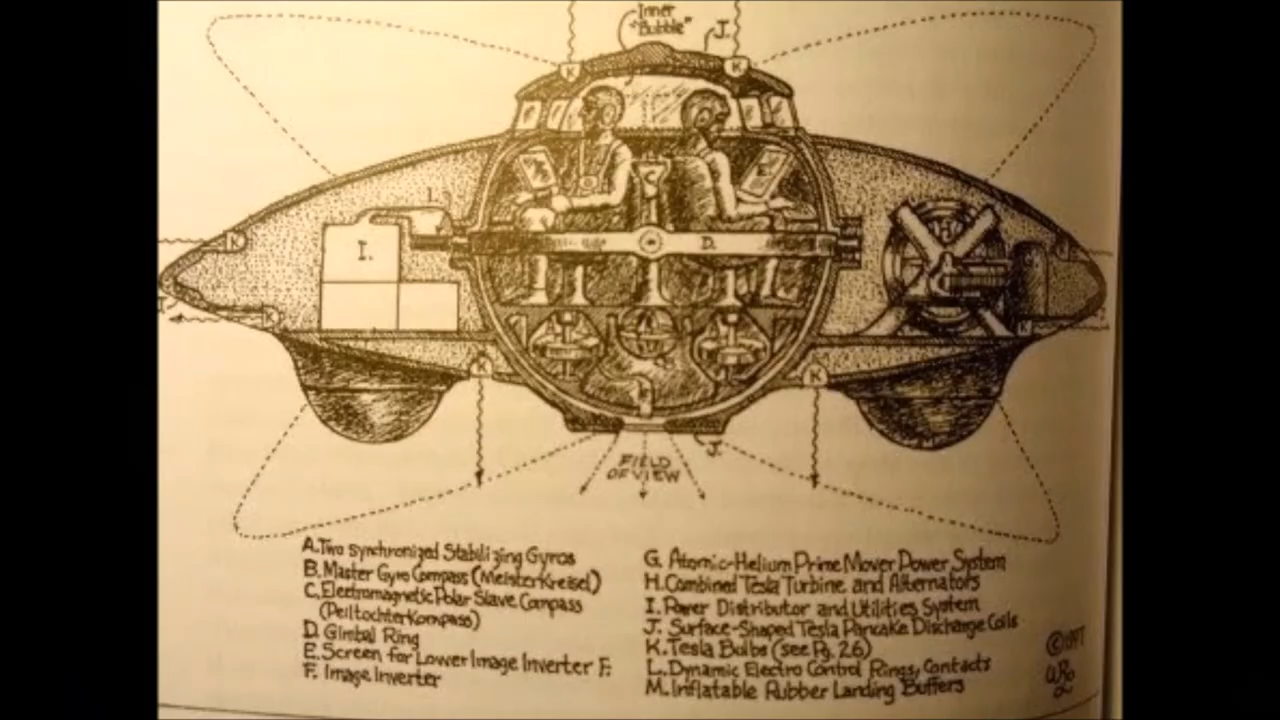 Inner
"Bubble"
J.
K
K
E
C
I.
D.
H
K
K
K
K
J.
FIELD
OF VIEW
A. Two Synchronized Stabilizing Gyros
B. Master Gyro Compass (Meisterkreisel)
C. Electromagnetic Polar Slave Compass
(Peiltochterkompass)
D. Gimbal Ring
E. Screen for Lower Image Inverter F.
F. Image Inverter
G. Atomic-Helium Prime Mover Power System
H. Combined Tesla Turbine and Alternators
I. Power Distributor and Utilities System
J. Surface-Shaped Tesla Pancake Discharge Coils
K. Tesla Bulbs (see Pg. 26)
L. Dynamic Electro Control Rings, Contacts
M. Inflatable Rubber Landing Buffers